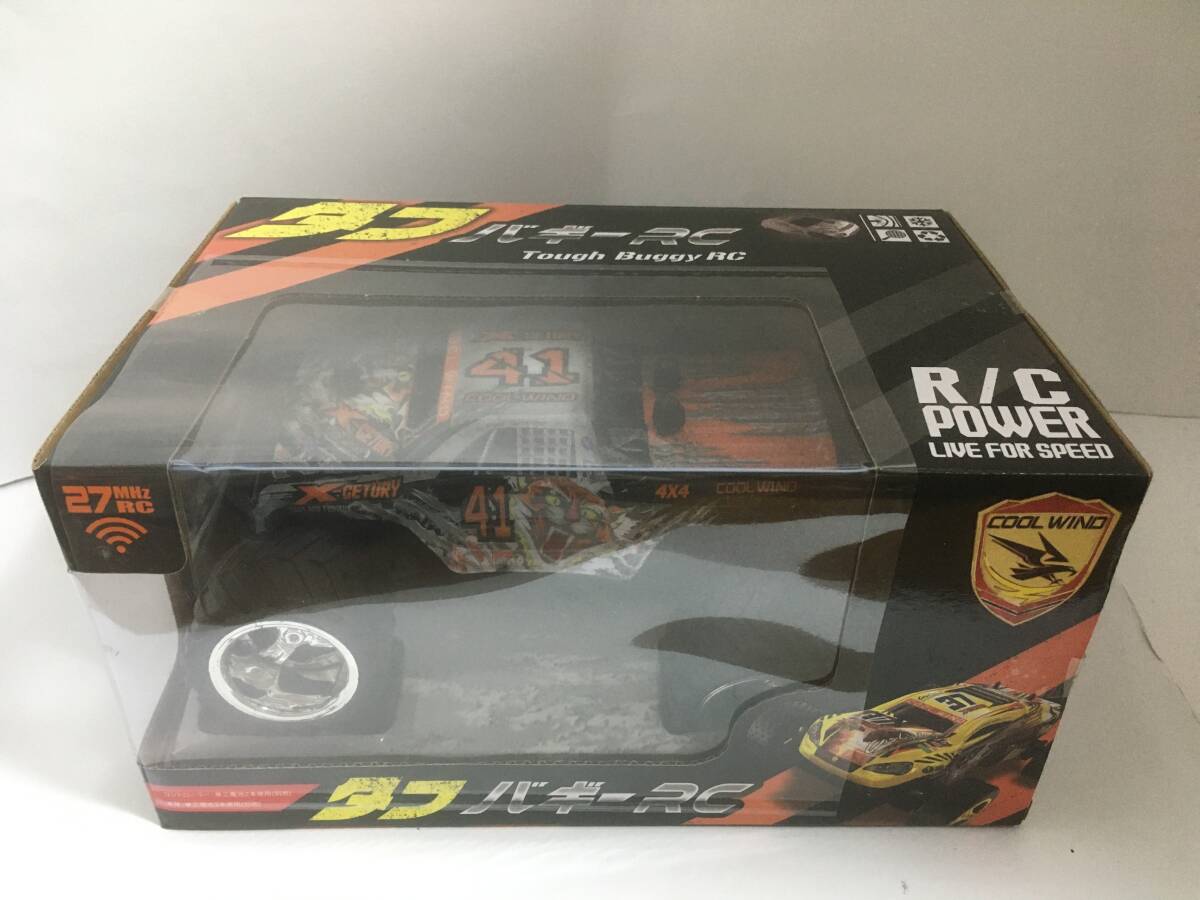 タフバギーRC
Tough Buggy RC
R/C
POWER
LIVE FOR SPEED
41
COOL WIND
27MHz
RC
X-CETURY
41
4X4
COOL WIND
COOL WIND
37
タフバギーRC